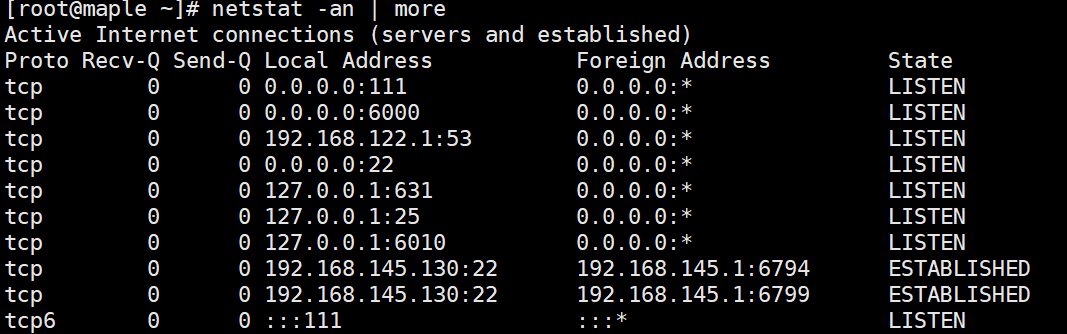 [root@maple ~]# netstat -an | more
Active Internet connections (servers and established)
Proto Recv-Q Send-Q Local Address           Foreign Address         State
tcp        0      0 0.0.0.0:111             0.0.0.0:*               LISTEN
tcp        0      0 0.0.0.0:6000            0.0.0.0:*               LISTEN
tcp        0      0 192.168.122.1:53        0.0.0.0:*               LISTEN
tcp        0      0 0.0.0.0:22              0.0.0.0:*               LISTEN
tcp        0      0 127.0.0.1:631           0.0.0.0:*               LISTEN
tcp        0      0 127.0.0.1:25            0.0.0.0:*               LISTEN
tcp        0      0 127.0.0.1:6010          0.0.0.0:*               LISTEN
tcp        0      0 192.168.145.130:22      192.168.145.1:6794      ESTABLISHED
tcp        0      0 192.168.145.130:22      192.168.145.1:6799      ESTABLISHED
tcp6       0      0 :::111                  :::*                    LISTEN